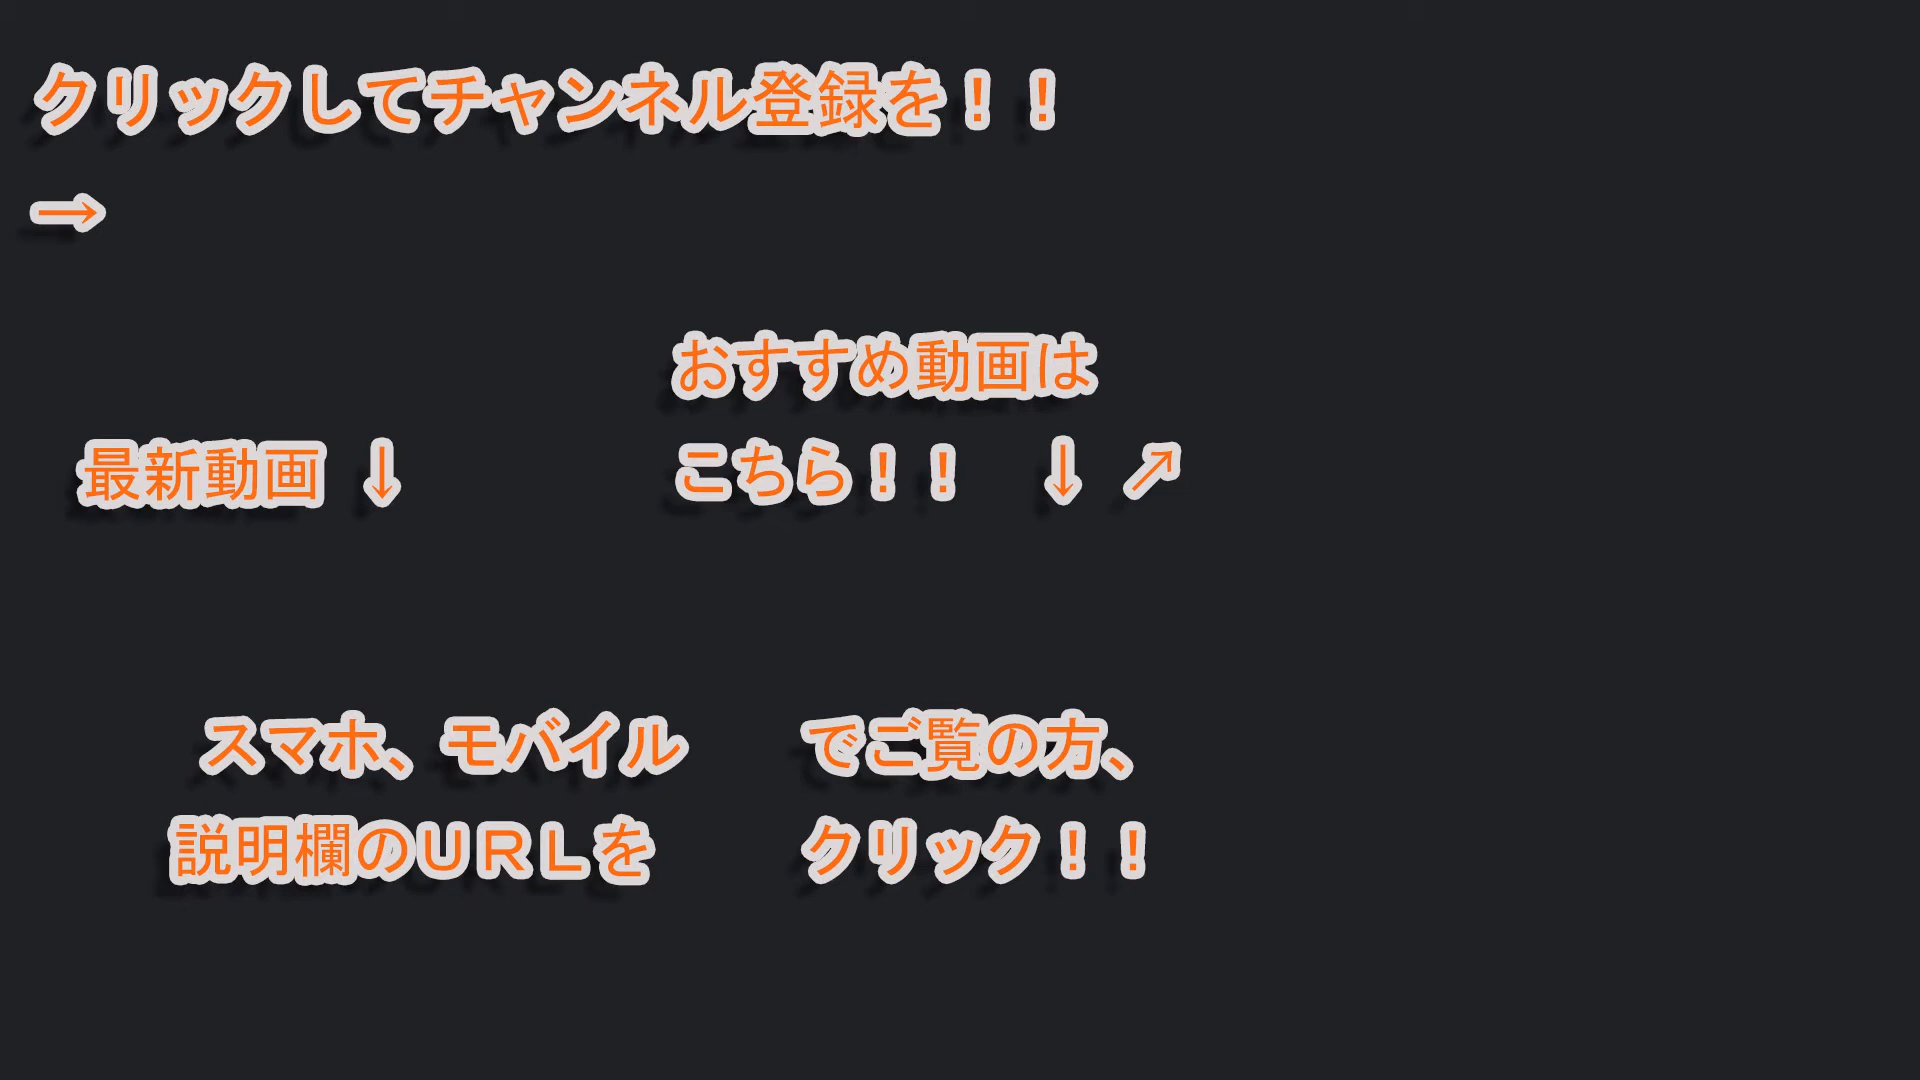 クリックしてチャンネル登録を！！
→
おすすめ動画は
こちら！！　↓ ↗
最新動画 ↓
スマホ、モバイル　　でご覧の方、
説明欄のＵＲＬを　　クリック！！